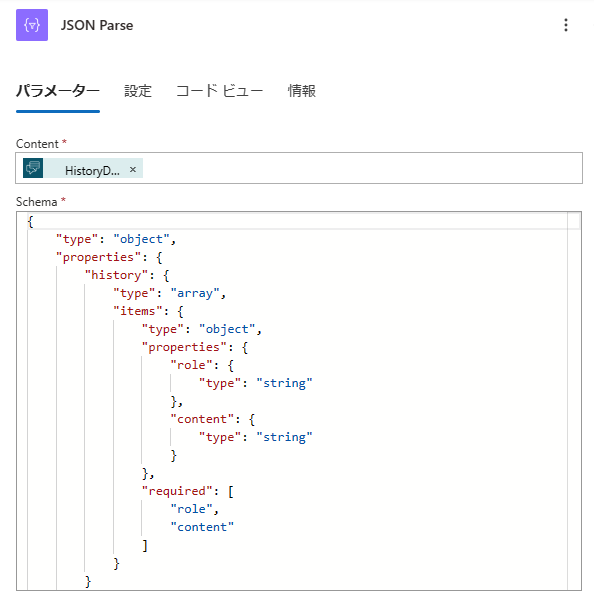 JSON Parse
パラメーター 設定 コード ビュー 情報
Content *
HistoryD... ×
Schema *
{
    "type": "object",
    "properties": {
        "history": {
            "type": "array",
            "items": {
                "type": "object",
                "properties": {
                    "role": {
                        "type": "string"
                    },
                    "content": {
                        "type": "string"
                    }
                },
                "required": [
                    "role",
                    "content"
                ]
            }
        }